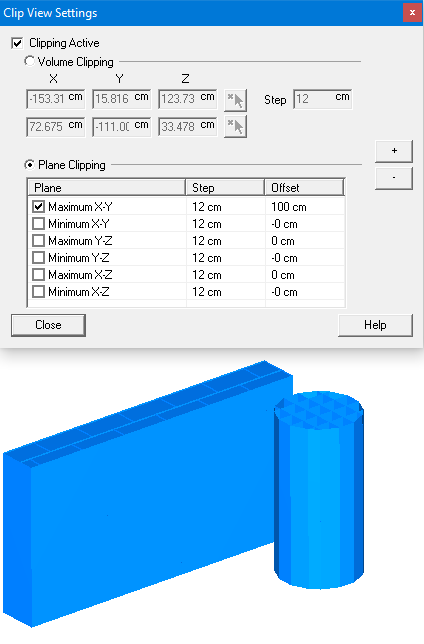 Clip View Settings
x
Clipping Active
Volume Clipping
X Y Z
-153.31 cm 15.816 cm 123.73 cm Step 12 cm
72.675 cm -111.00 cm 33.478 cm
+
Plane Clipping
-
Plane Step Offset
Maximum X-Y 12 cm 100 cm
Minimum X-Y 12 cm -0 cm
Maximum Y-Z 12 cm 0 cm
Minimum Y-Z 12 cm -0 cm
Maximum X-Z 12 cm 0 cm
Minimum X-Z 12 cm -0 cm
Close Help